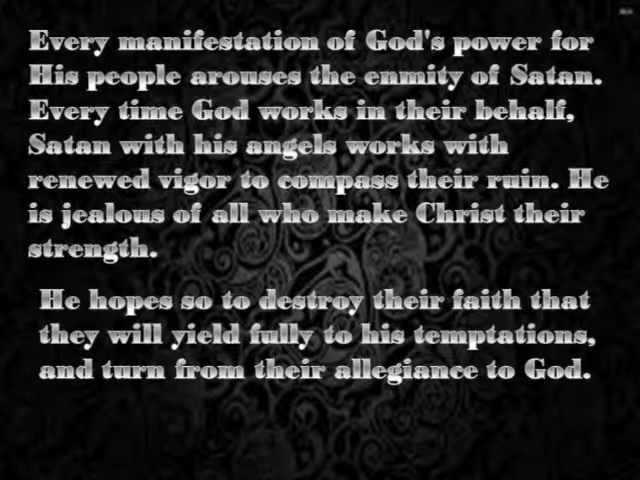 Every manifestation of God's power for
His people arouses the enmity of Satan.
Every time God works in their behalf,
Satan with his angels works with
renewed vigor to compass their ruin. He
is jealous of all who make Christ their
strength.
He hopes so to destroy their faith that
they will yield fully to his temptations,
and turn from their allegiance to God.